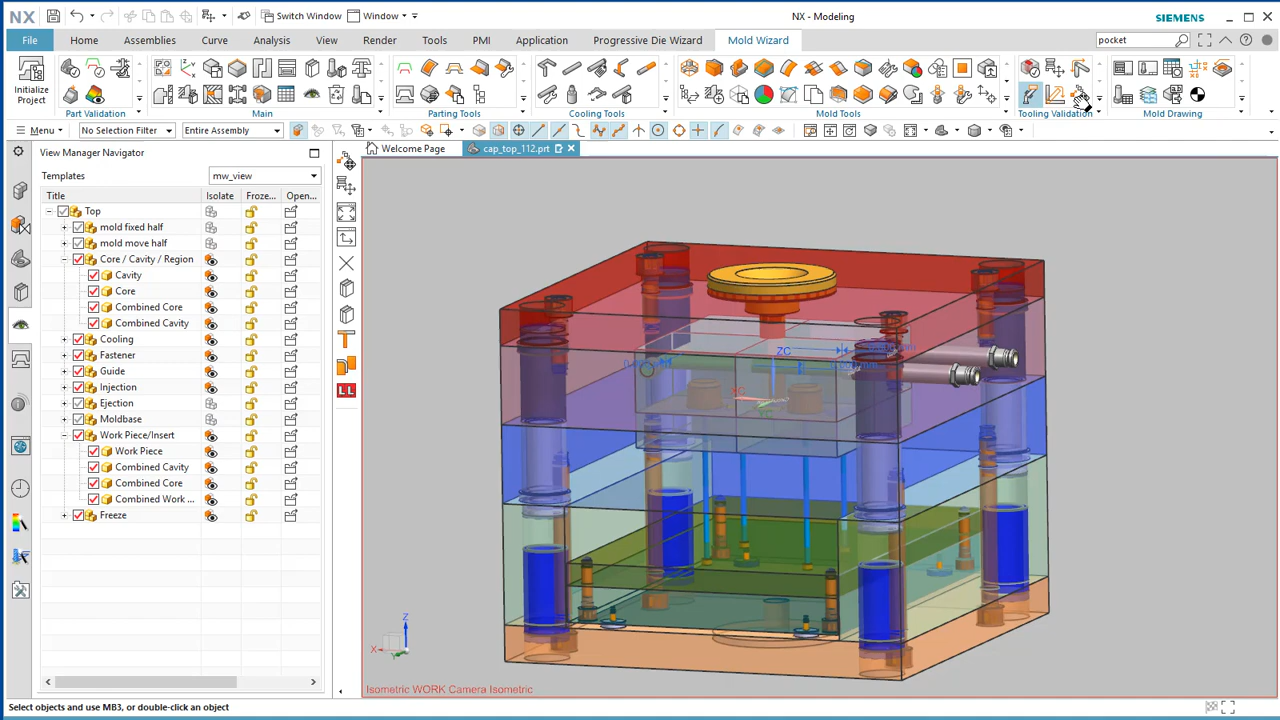 NX
Switch Window
Window
NX - Modeling
SIEMENS
File
Home
Assemblies
Curve
Analysis
View
Render
Tools
PMI
Application
Progressive Die Wizard
Mold Wizard
pocket
Initialize
Project
Part Validation
Main
Parting Tools
Cooling Tools
Mold Tools
Tooling Validation
Mold Drawing
Menu
No Selection Filter
Entire Assembly
View Manager Navigator
Welcome Page
cap_top_112.prt
Templates
mw_view
Title
Isolate
Froze...
Open...
Top
mold fixed half
mold move half
Core / Cavity / Region
Cavity
Core
Combined Core
Combined Cavity
Cooling
Fastener
Guide
Injection
Ejection
Moldbase
Work Piece/Insert
Work Piece
Combined Cavity
Combined Core
Combined Work ...
Freeze
ZC
XC
Z
X
Y
Isometric WORK Camera Isometric
Select objects and use MB3, or double-click an object